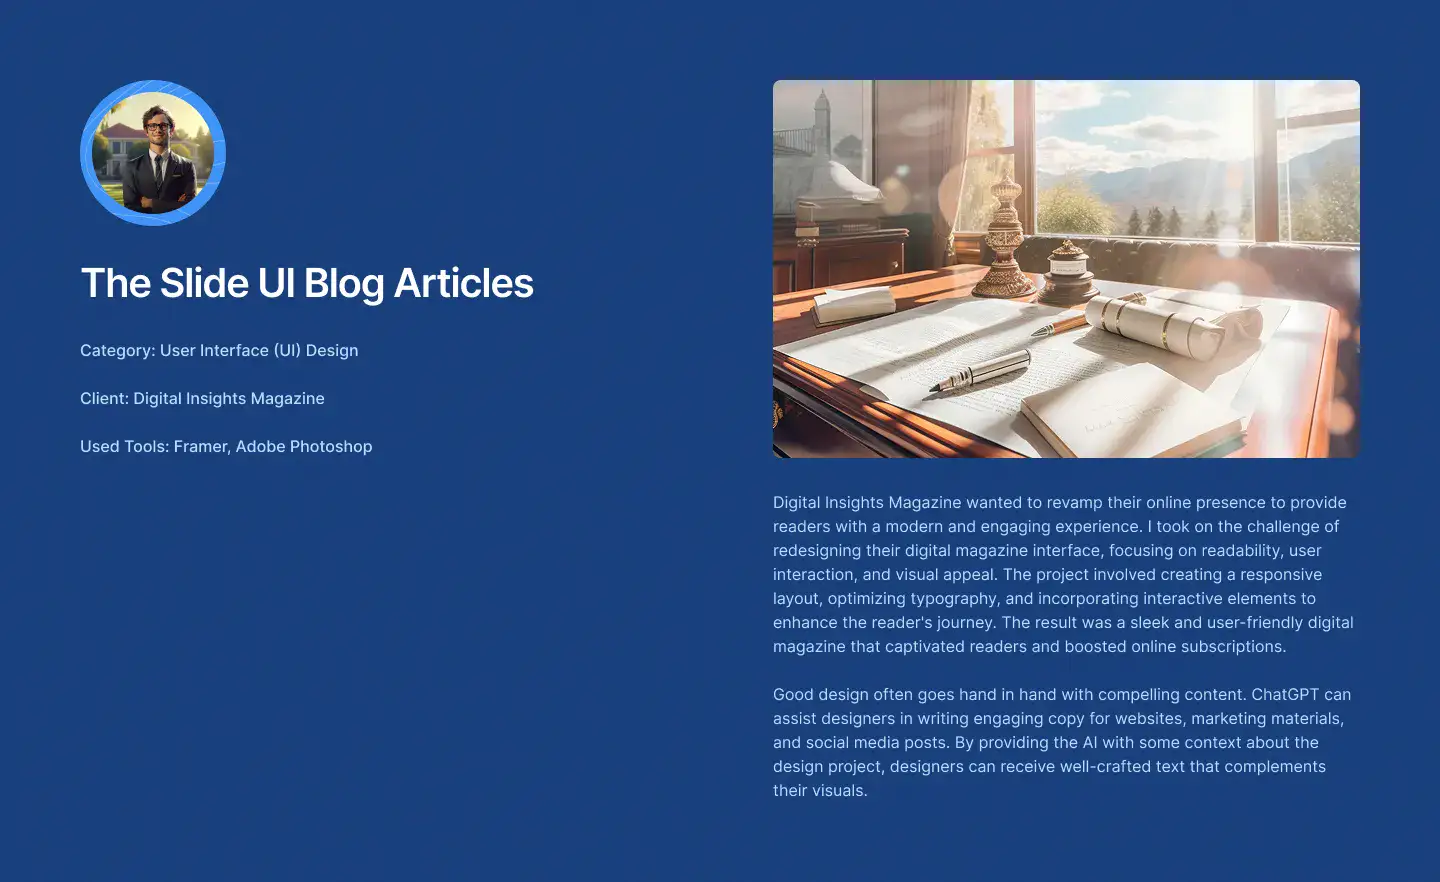 The Slide UI Blog Articles
Category: User Interface (UI) Design
Client: Digital Insights Magazine
Used Tools: Framer, Adobe Photoshop
Digital Insights Magazine wanted to revamp their online presence to provide
readers with a modern and engaging experience. I took on the challenge of
redesigning their digital magazine interface, focusing on readability, user
interaction, and visual appeal. The project involved creating a responsive
layout, optimizing typography, and incorporating interactive elements to
enhance the reader's journey. The result was a sleek and user-friendly digital
magazine that captivated readers and boosted online subscriptions.
Good design often goes hand in hand with compelling content. ChatGPT can
assist designers in writing engaging copy for websites, marketing materials,
and social media posts. By providing the AI with some context about the
design project, designers can receive well-crafted text that complements
their visuals.